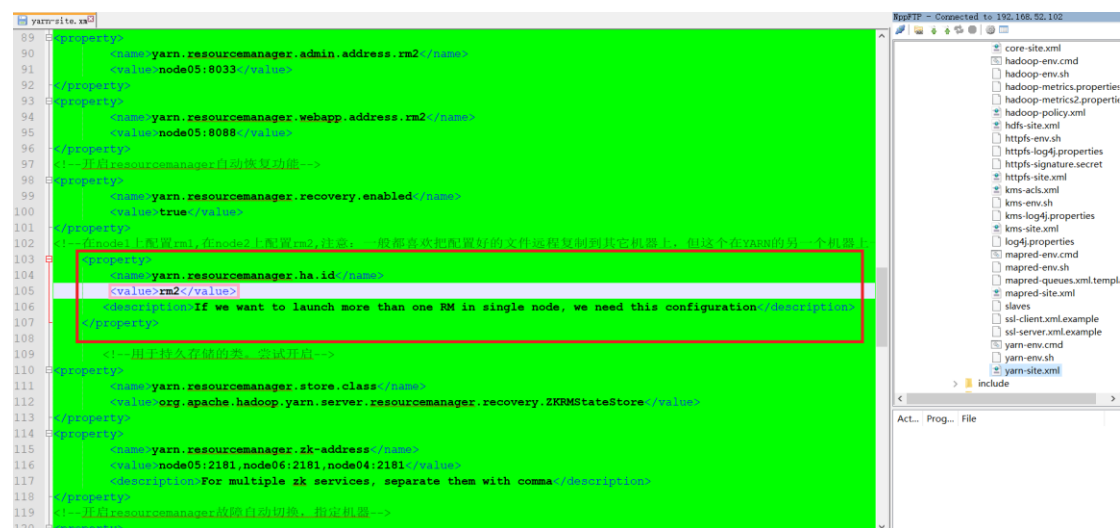 yarn-site.xml
89 <property>
90 <name>yarn.resourcemanager.admin.address.rm2</name>
91 <value>node05:8033</value>
92 </property>
93 <property>
94 <name>yarn.resourcemanager.webapp.address.rm2</name>
95 <value>node05:8088</value>
96 </property>
97 <!--开启resourcemanager自动恢复功能-->
98 <property>
99 <name>yarn.resourcemanager.recovery.enabled</name>
100 <value>true</value>
101 </property>
102 <!--在node1上配置rm1,在node2上配置rm2,注意:一般都喜欢把配置好的文件远程复制到其它机器上,但这个在YARN的另一个机器上
103 <property>
104 <name>yarn.resourcemanager.ha.id</name>
105 <value>rm2</value>
106 <description>If we want to launch more than one RM in single node, we need this configuration</description>
107 </property>
108
109 <!--用于持久存储的类。尝试开启-->
110 <property>
111 <name>yarn.resourcemanager.store.class</name>
112 <value>org.apache.hadoop.yarn.server.resourcemanager.recovery.ZKRMStateStore</value>
113 </property>
114 <property>
115 <name>yarn.resourcemanager.zk-address</name>
116 <value>node05:2181,node06:2181,node04:2181</value>
117 <description>For multiple zk services, separate them with comma</description>
118 </property>
119 <!--开启resourcemanager故障自动切换,指定机器-->
120 <property>
NppFTP - Connected to 192.168.52.102
core-site.xml
hadoop-env.cmd
hadoop-env.sh
hadoop-metrics.properties
hadoop-metrics2.properti
hadoop-policy.xml
hdfs-site.xml
httpfs-env.sh
httpfs-log4j.properties
httpfs-signature.secret
httpfs-site.xml
kms-acls.xml
kms-env.sh
kms-log4j.properties
kms-site.xml
log4j.properties
mapred-env.cmd
mapred-env.sh
mapred-queues.xml.templ
mapred-site.xml
slaves
ssl-client.xml.example
ssl-server.xml.example
yarn-env.cmd
yarn-env.sh
yarn-site.xml
include
Act... Prog... File